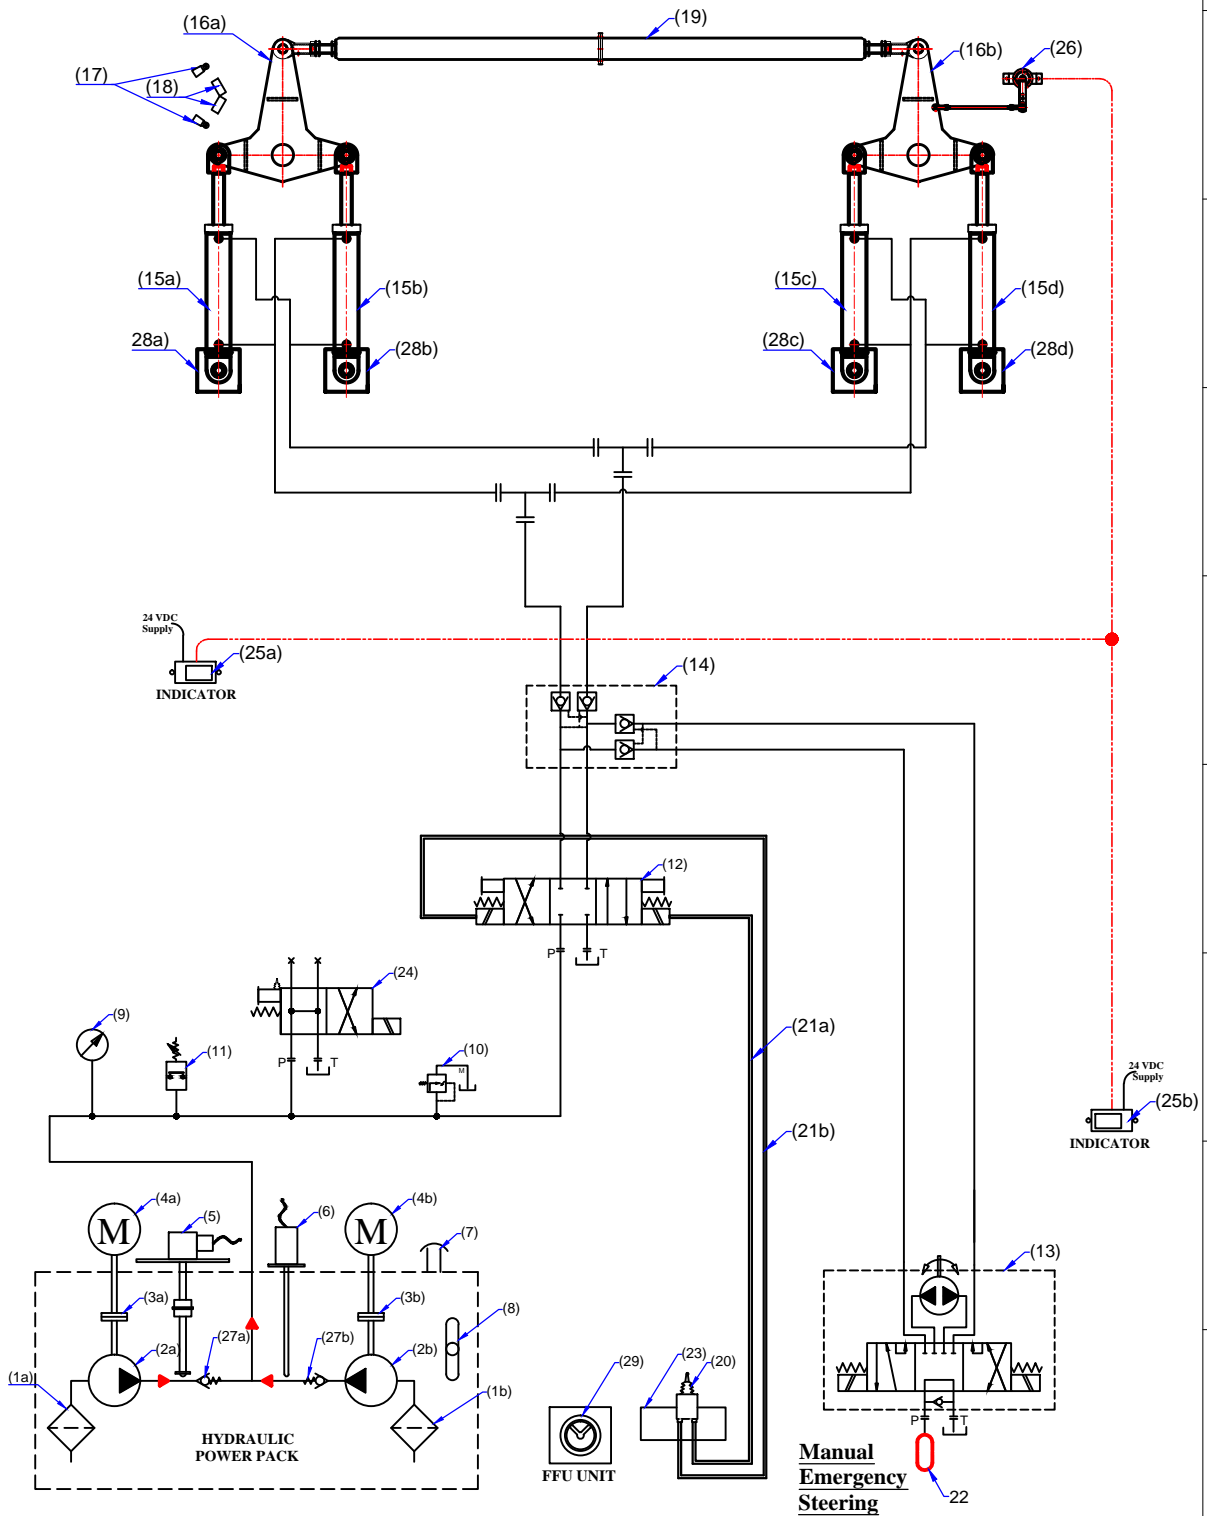 (16a)
(19)
(16b)
(26)
(17)
(18)
(15a)
(15b)
(15c)
(15d)
28a)
(28b)
(28c)
(28d)
24 VDC
Supply
(25a)
INDICATOR
(14)
(12)
P
T
(24)
(9)
(11)
P
T
(10)
M
(21a)
(21b)
24 VDC
Supply
(25b)
INDICATOR
(4a)
M
(5)
(6)
(4b)
M
(7)
(3a)
(3b)
(8)
(2a)
(27a)
(27b)
(2b)
(1a)
(1b)
HYDRAULIC
POWER PACK
(29)
FFU UNIT
(23)
(20)
(13)
P
T
Manual
Emergency
Steering
22